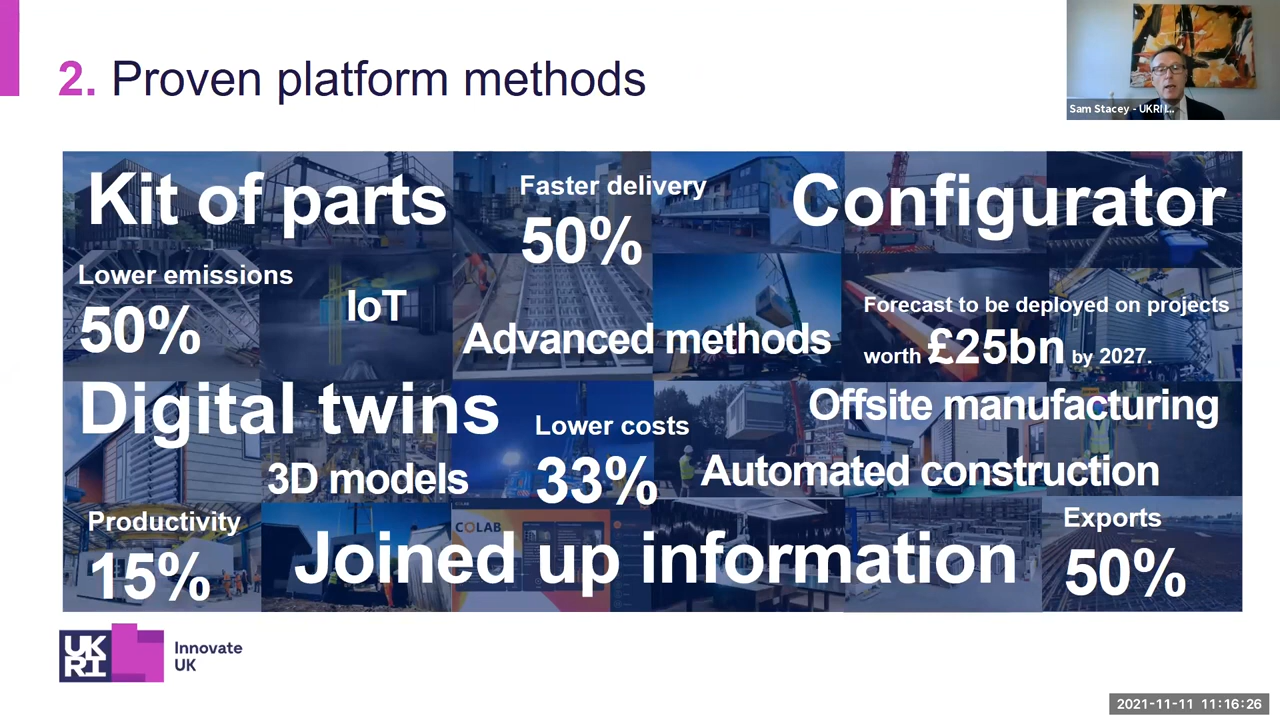 2. Proven platform methods
Sam Stacey - UKRI I...
Kit of parts
Faster delivery
50%
Configurator
Lower emissions
50%
IoT
Advanced methods
Forecast to be deployed on projects
worth £25bn by 2027.
Digital twins
Lower costs
33%
Offsite manufacturing
3D models
Automated construction
Productivity
15%
COLAB
Joined up information
Exports
50%
UK
RI
Innovate
UK
2021-11-11 11:16:26